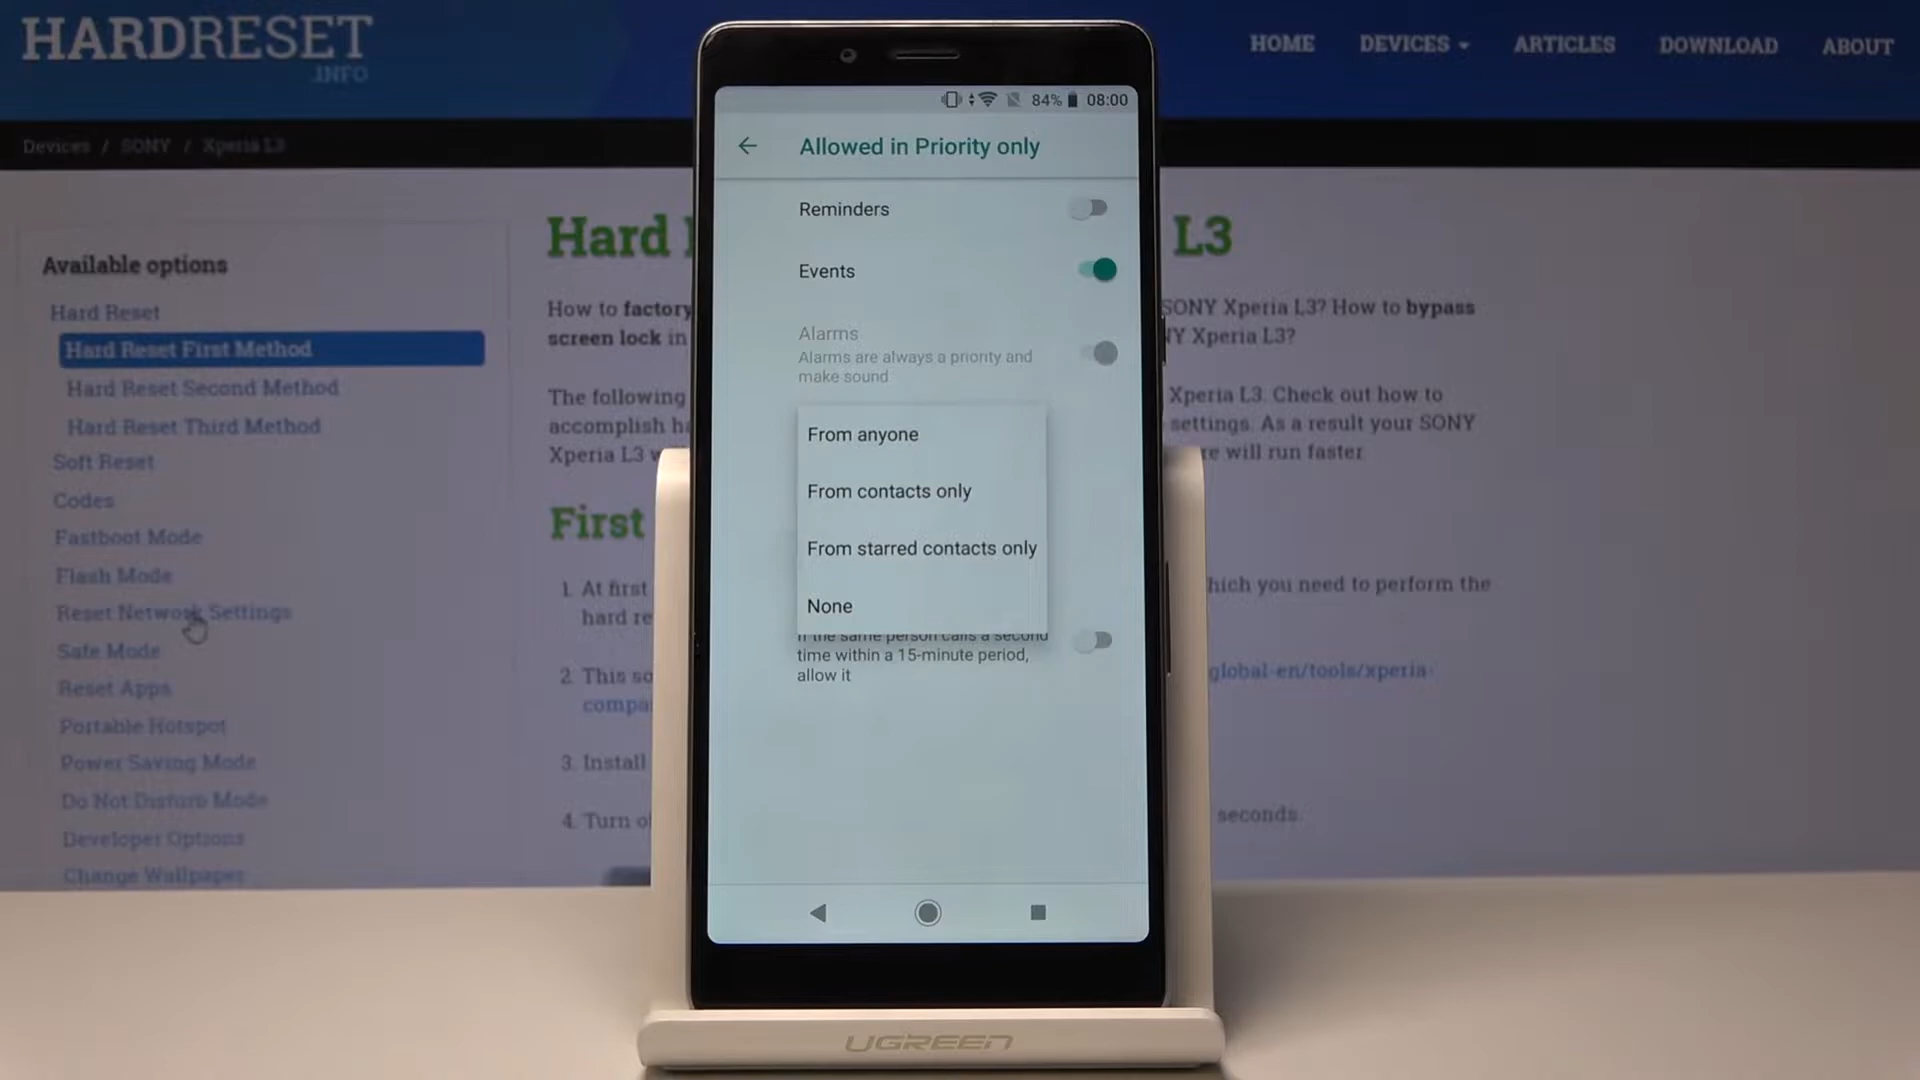 HARDRESET
.INFO
HOME
DEVICES
ARTICLES
DOWNLOAD
ABOUT
Devices / SONY / Xperia L3
Available options
Hard Reset
Hard Reset First Method
Hard Reset Second Method
Hard Reset Third Method
Soft Reset
Codes
Fastboot Mode
Flash Mode
Reset Network Settings
Safe Mode
Reset Apps
Portable Hotspot
Power Saving Mode
Do Not Disturb Mode
Developer Options
Change Wallpaper
Hard
L3
How to factory
SONY Xperia L3? How to bypass
screen lock in
Xperia L3?
The following
Xperia L3. Check out how to
accomplish
settings. As a result your SONY
Xperia L3
will run faster
First
1. At first
which you need to perform the
hard
2. This
global-en/tools/xperia-
3. Install
4. Turn
seconds.
84% 08:00
Allowed in Priority only
Reminders
Events
Alarms
Alarms are always a priority and
make sound
From anyone
From contacts only
From starred contacts only
None
If the same person calls a second
time within a 15-minute period,
allow it
UGREEN